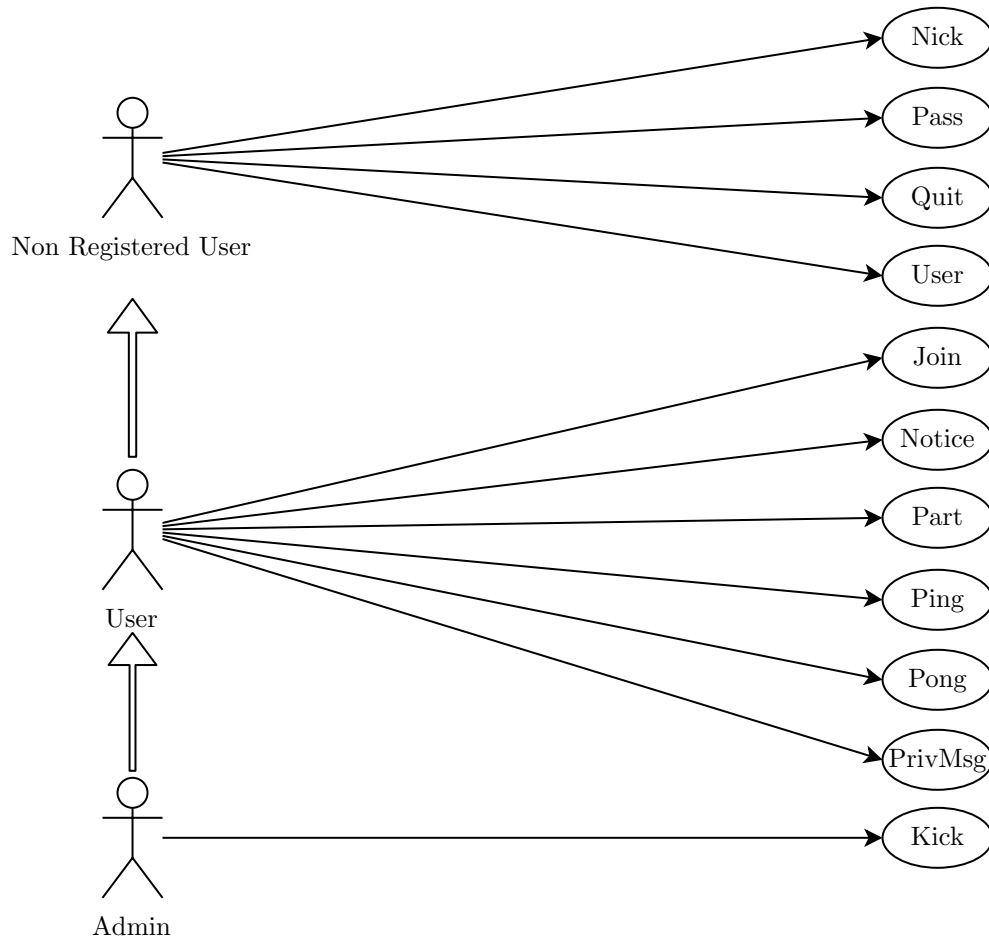 Nick
Pass
Quit
Non Registered User
User
Join
Notice
Part
Ping
User
Pong
PrivMsg
Kick
Admin